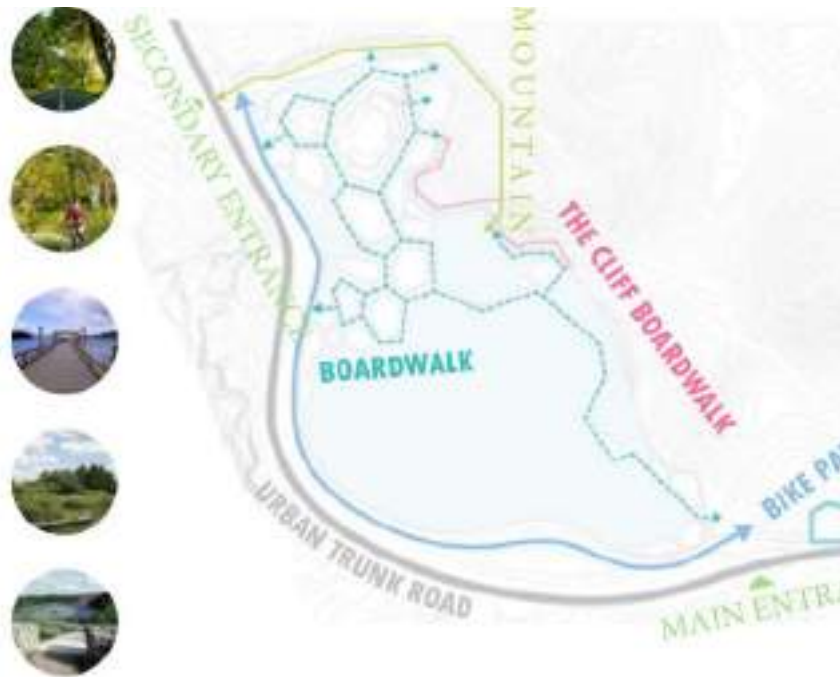 SECONDARY ENTRANCE
MOUNTAIN
THE CLIFF BOARDWALK
BOARDWALK
BIKE PA
URBAN TRUNK ROAD
MAIN ENTRA